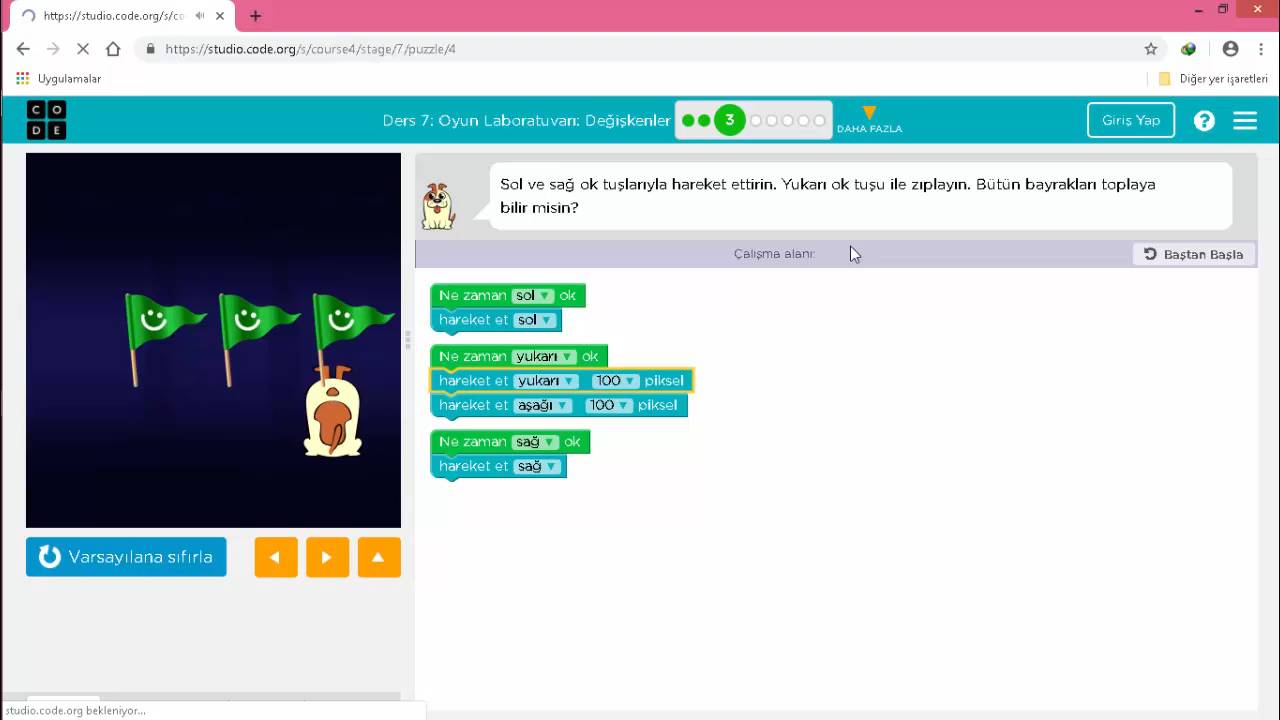 https://studio.code.org/s/co
https://studio.code.org/s/course4/stage/7/puzzle/4
Uygulamalar
Diğer yer işaretleri
C O
D E
Ders 7: Oyun Laboratuvarı: Değişkenler
3
DAHA FAZLA
Giriş Yap
?
Sol ve sağ ok tuşlarıyla hareket ettirin. Yukarı ok tuşu ile zıplayın. Bütün bayrakları toplaya
bilir misin?
Çalışma alanı:
Baştan Başla
Ne zaman sol ok
hareket et sol
Ne zaman yukarı ok
hareket et yukarı 100 piksel
hareket et aşağı 100 piksel
Ne zaman sağ ok
hareket et sağ
Varsayılana sıfırla
studio.code.org bekleniyor...